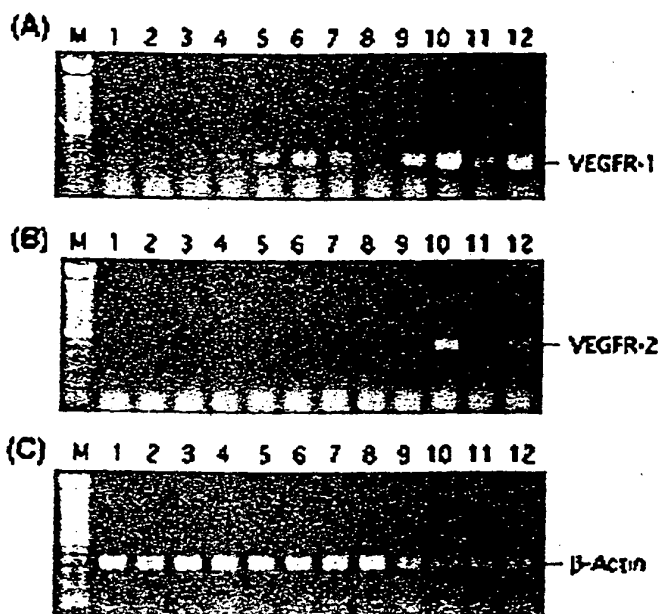 (A) M 1 2 3 4 5 6 7 8 9 10 11 12
VEGFR-1
(B) M 1 2 3 4 5 6 7 8 9 10 11 12
VEGFR-2
(C) M 1 2 3 4 5 6 7 8 9 10 11 12
β-Actin